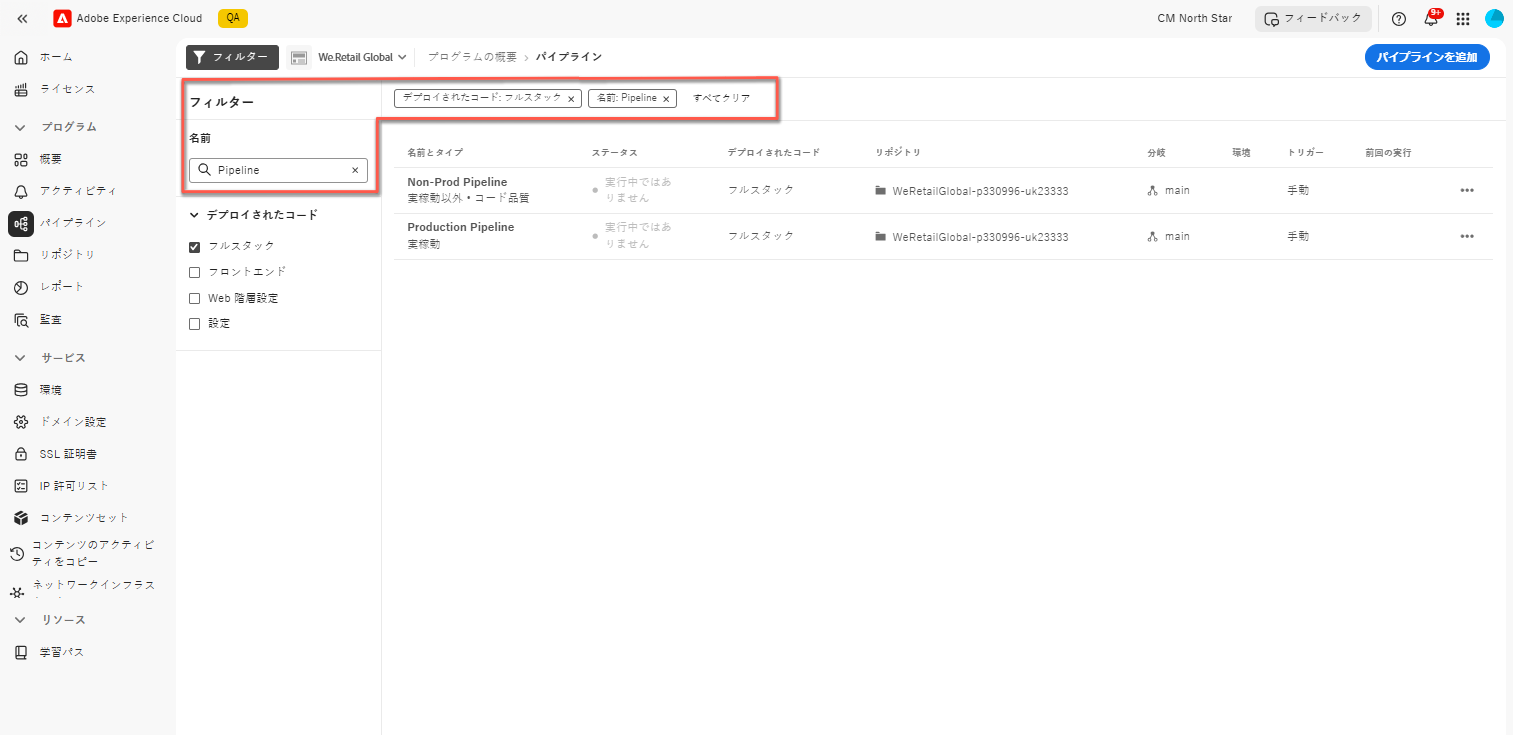 Adobe Experience Cloud
QA
CM North Star
フィードバック
9+
ホーム
ライセンス
プログラム
概要
アクティビティ
パイプライン
リポジトリ
レポート
監査
サービス
環境
ドメイン設定
SSL 証明書
IP 許可リスト
コンテンツセット
コンテンツのアクティビ
ティをコピー
ネットワークインフラス
リソース
学習パス
フィルター
We.Retail Global
プログラムの概要 › パイプライン
パイプラインを追加
フィルター
名前
Pipeline
デプロイされたコード
フルスタック
フロントエンド
Web 階層設定
設定
デプロイされたコード: フルスタック
名前: Pipeline
すべてクリア
名前とタイプ ステータス デプロイされたコード リポジトリ 分岐 環境 トリガー 前回の実行
Non-Prod Pipeline
実稼動以外・コード品質
実行中ではあ
りません
フルスタック
WeRetailGlobal-p330996-uk23333
main
手動
Production Pipeline
実稼動
実行中ではあ
りません
フルスタック
WeRetailGlobal-p330996-uk23333
main
手動